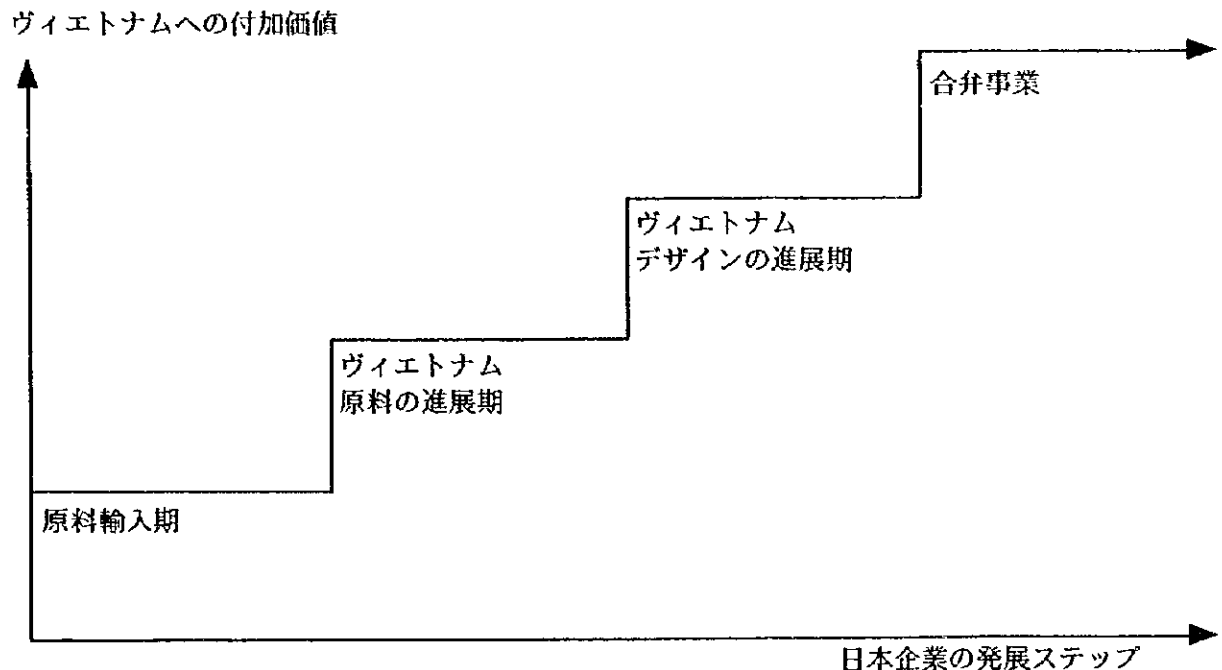 ヴィエトナムへの付加価値
合弁事業
ヴィエトナム
デザインの進展期
ヴィエトナム
原料の進展期
原料輸入期
日本企業の発展ステップ